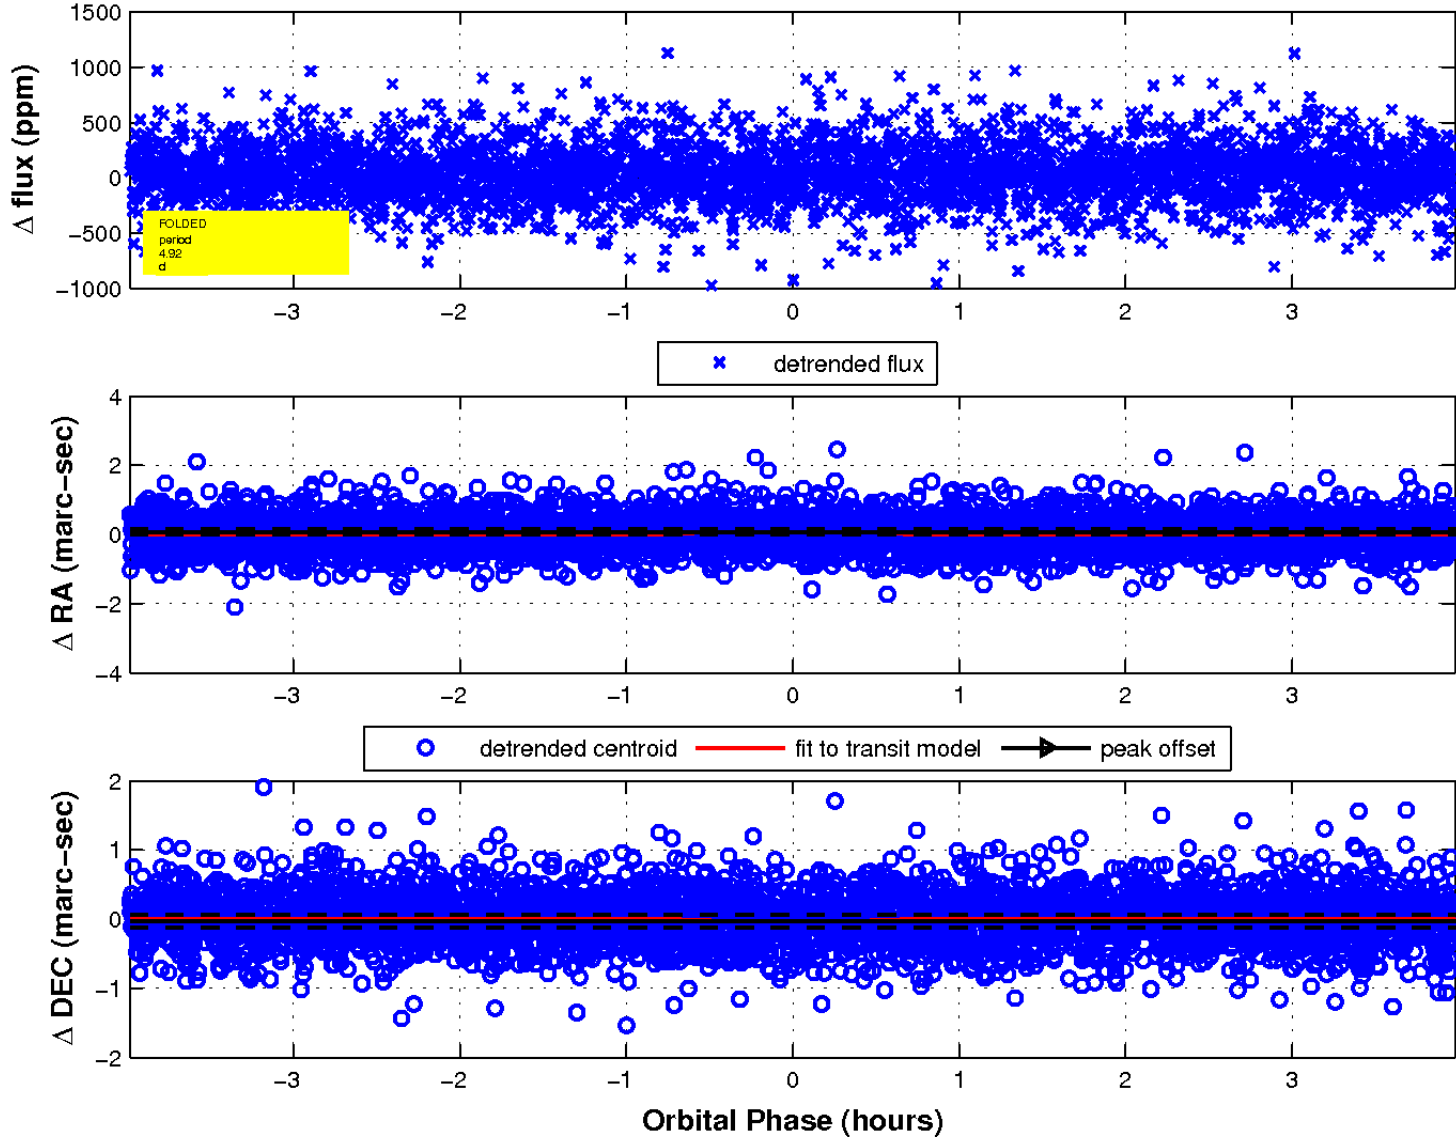 1500
1000
500
0
−500
−1000
Δ flux (ppm)
FOLDED
period
4.92
d
−3 −2 −1 0 1 2 3
detrended flux
4
2
0
−2
−4
Δ RA (marc−sec)
−3 −2 −1 0 1 2 3
detrended centroid fit to transit model peak offset
2
1
0
−1
−2
Δ DEC (marc−sec)
−3 −2 −1 0 1 2 3
Orbital Phase (hours)